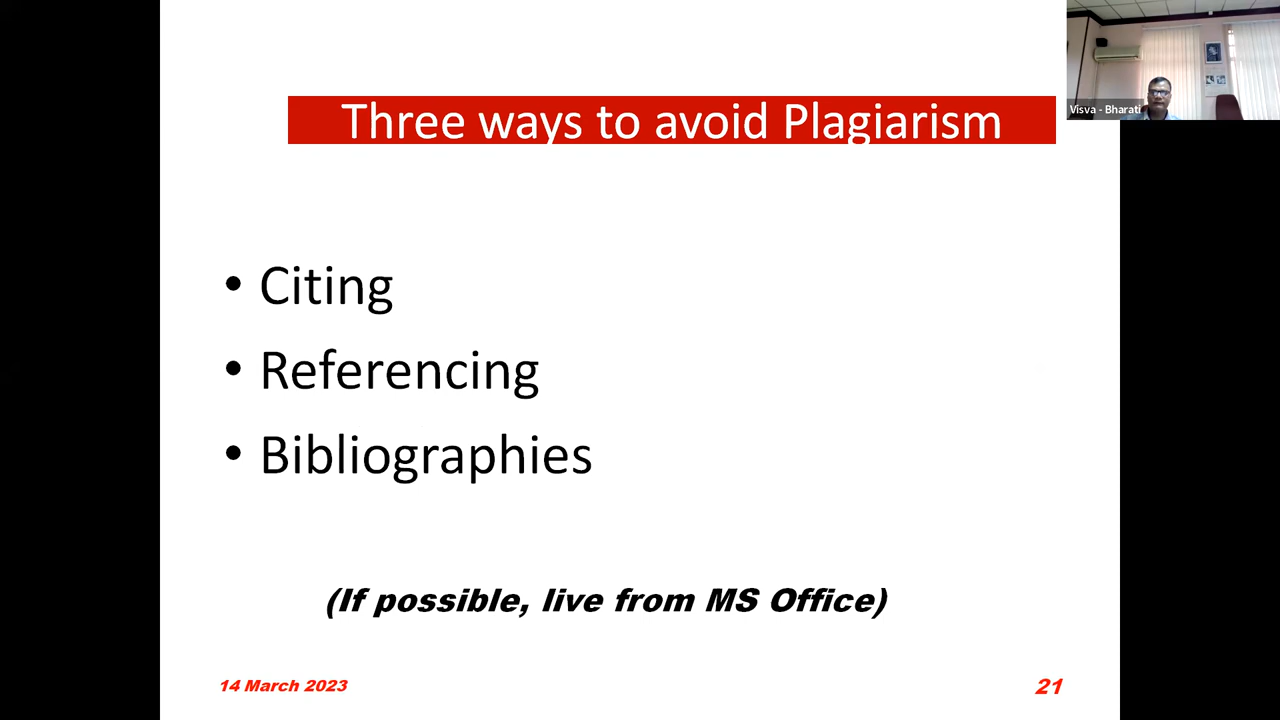 Three ways to avoid Plagiarism
Visva - Bharati
• Citing
• Referencing
• Bibliographies
(If possible, live from MS Office)
14 March 2023
21